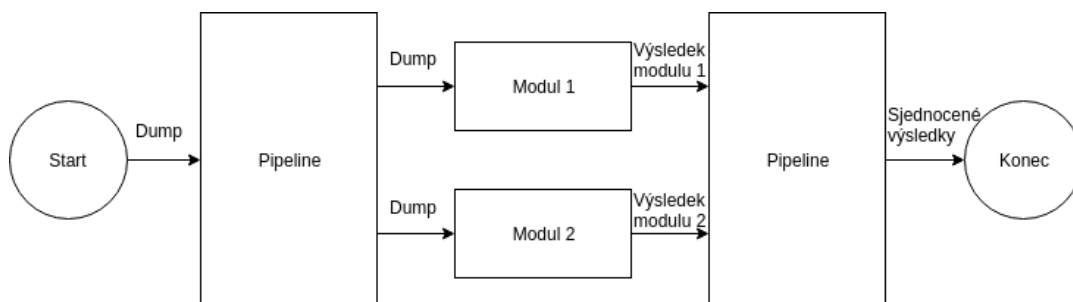 Start
Dump
Pipeline
Dump
Modul 1
Výsledek
modulu 1
Dump
Modul 2
Výsledek
modulu 2
Pipeline
Sjednocené
výsledky
Konec